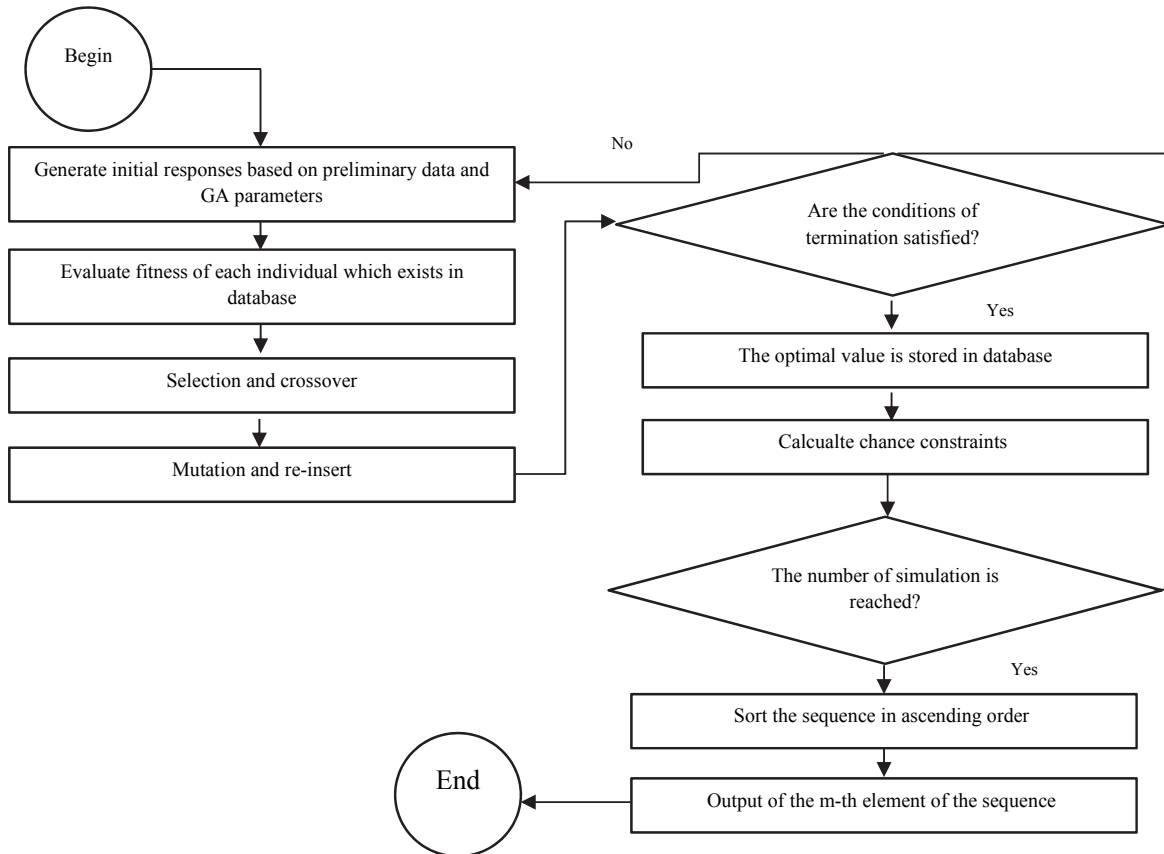 Begin
Generate initial responses based on preliminary data and
GA parameters
Evaluate fitness of each individual which exists in
database
Selection and crossover
Mutation and re-insert
No
Are the conditions of
termination satisfied?
Yes
The optimal value is stored in database
Calcualte chance constraints
The number of simulation is
reached?
Yes
Sort the sequence in ascending order
Output of the m-th element of the sequence
End